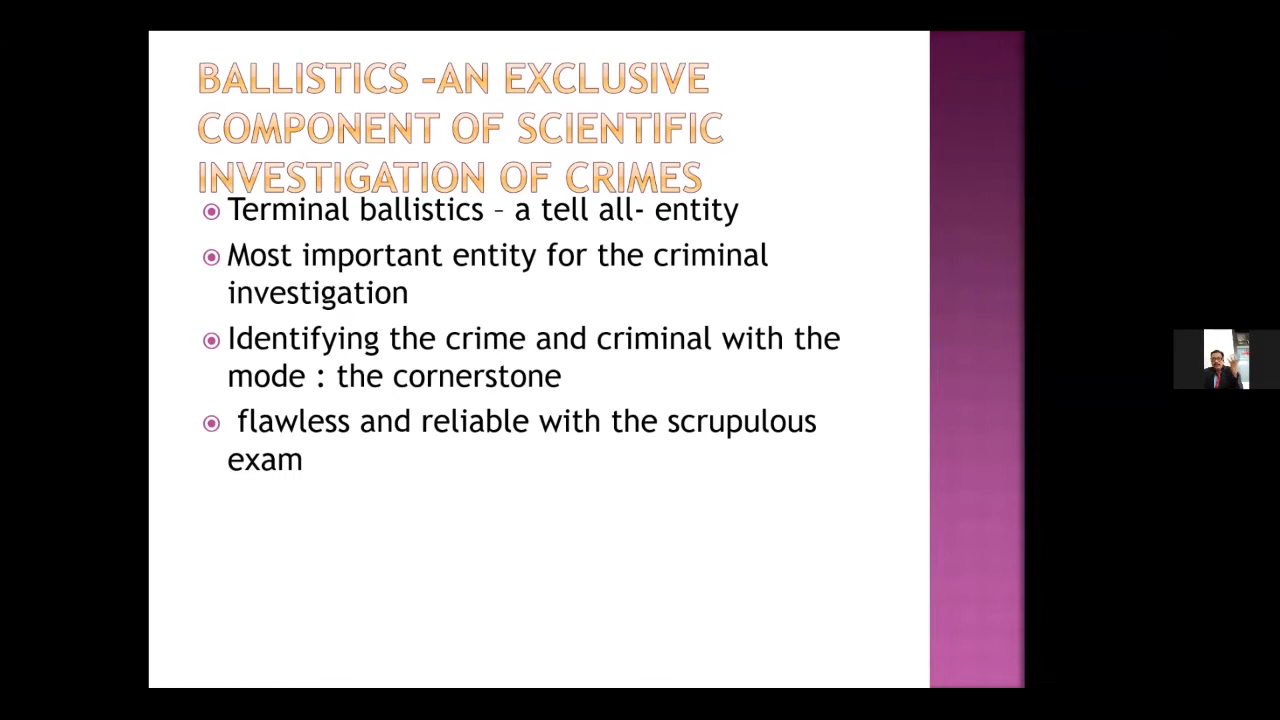 BALLISTICS –AN EXCLUSIVE
COMPONENT OF SCIENTIFIC
INVESTIGATION OF CRIMES
Terminal ballistics – a tell all- entity
Most important entity for the criminal
investigation
Identifying the crime and criminal with the
mode : the cornerstone
flawless and reliable with the scrupulous
exam